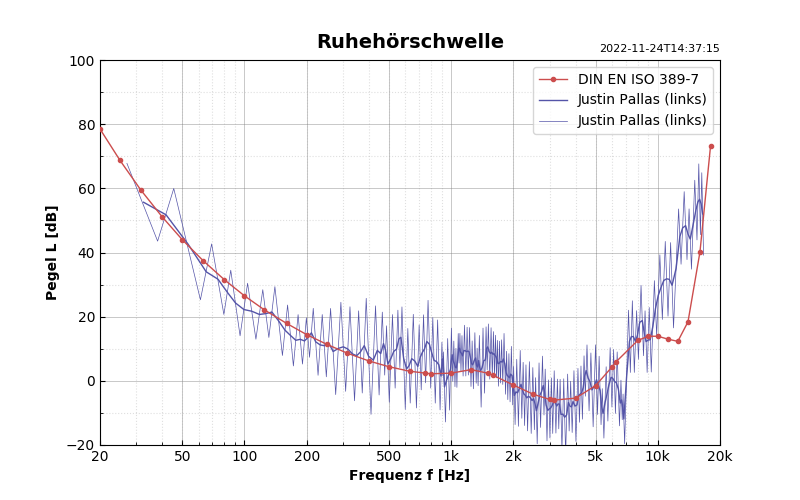 Ruhehörschwelle
2022-11-24T14:37:15
DIN EN ISO 389-7
Justin Pallas (links)
Justin Pallas (links)
Pegel L [dB]
100
80
60
40
20
0
−20
20 50 100 200 500 1k 2k 5k 10k 20k
Frequenz f [Hz]